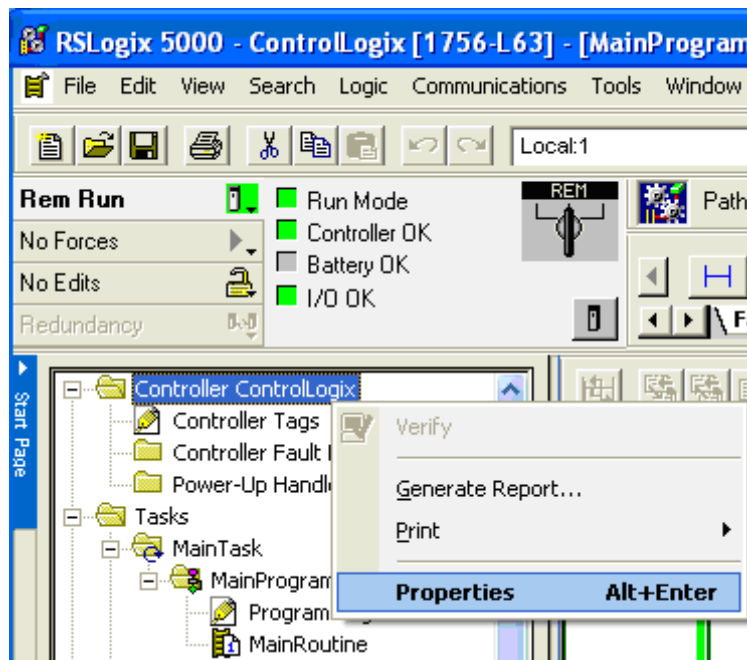 RSLogix 5000 - ControlLogix [1756-L63] - [MainProgram
File Edit View Search Logic Communications Tools Window
Local:1
Rem Run
Run Mode
REM
Path
No Forces
Controller OK
Battery OK
No Edits
I/O OK
Redundancy
Start Page
Controller ControlLogix
Controller Tags
Verify
Controller Fault
Power-Up Handl
Generate Report...
Tasks
Print
MainTask
MainProgram
Properties Alt+Enter
Program
MainRoutine